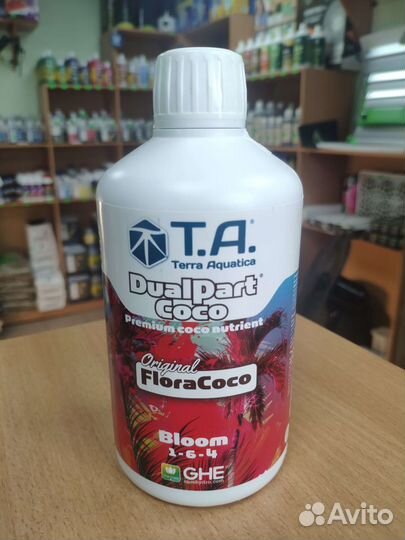 T.A.
Terra Aquatica
DualPart
Coco
Premium coco nutrient
Original
FloraCoco
Bloom
1-6-4
GHE
Avito